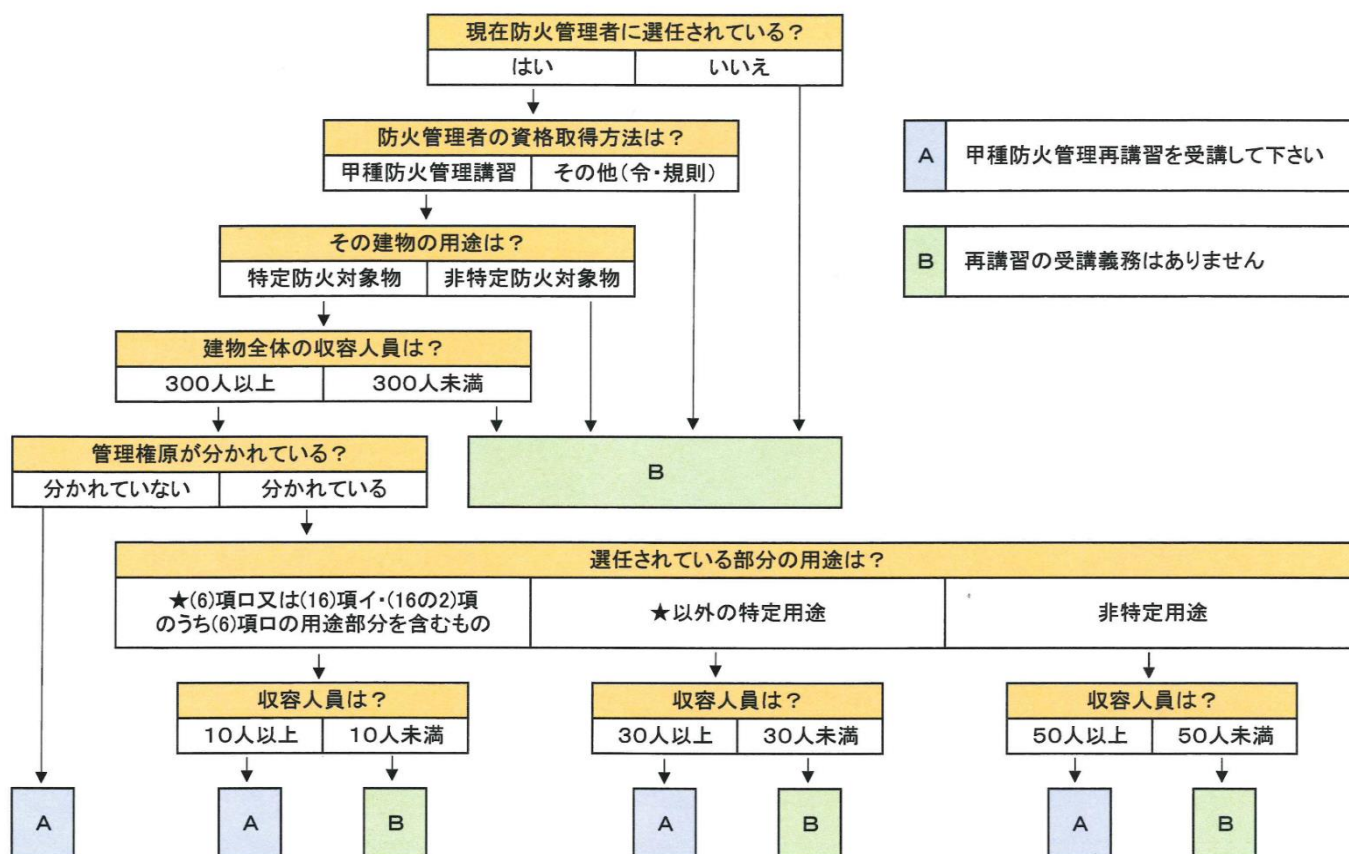 現在防火管理者に選任されている？
はい
いいえ
防火管理者の資格取得方法は？
甲種防火管理講習
その他（令・規則）
A
甲種防火管理再講習を受講して下さい
その建物の用途は？
特定防火対象物
非特定防火対象物
B
再講習の受講義務はありません
建物全体の収容人員は？
300人以上
300人未満
管理権原が分かれている？
分かれていない
分かれている
B
選任されている部分の用途は？
★(6)項ロ又は(16)項イ・(16の2)項
のうち(6)項ロの用途部分を含むもの
★以外の特定用途
非特定用途
収容人員は？
10人以上
10人未満
収容人員は？
30人以上
30人未満
収容人員は？
50人以上
50人未満
A
A
B
A
B
A
B